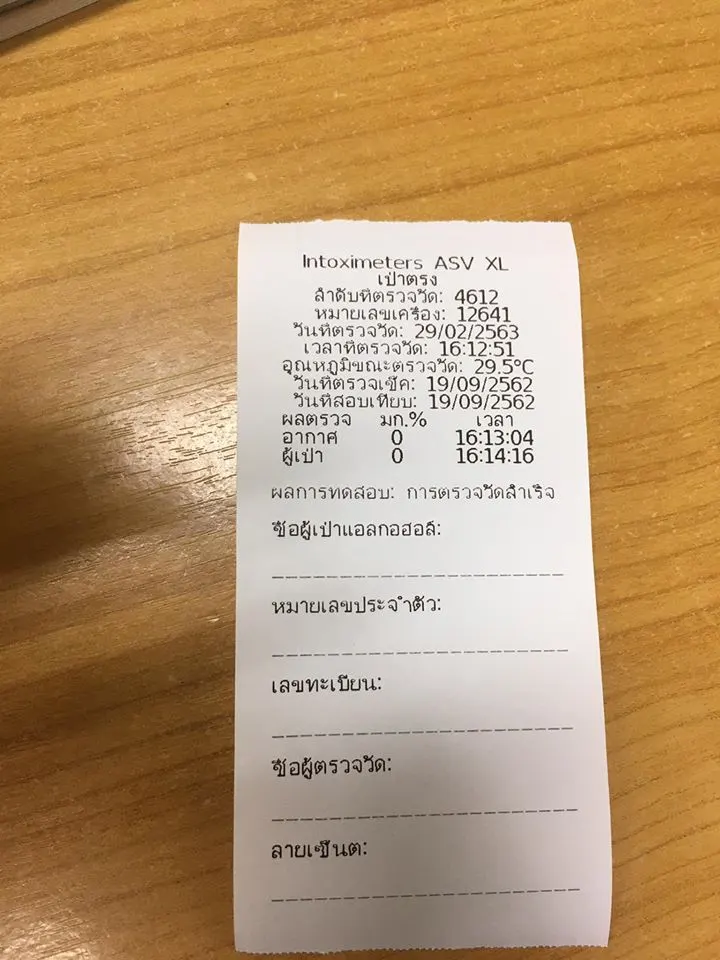 Intoximeters ASV XL
เป่าตรง
ลำดับที่ตรวจวัด: 4612
หมายเลขเครื่อง: 12641
วันที่ตรวจวัด: 29/02/2563
เวลาที่ตรวจวัด: 16:12:51
อุณหภูมิขณะตรวจวัด: 29.5°C
วันที่ตรวจเช็ค: 19/09/2562
วันที่สอบเทียบ: 19/09/2562
ผลตรวจ มก.% เวลา
อากาศ 0 16:13:04
ผู้เป่า 0 16:14:16
ผลการทดสอบ: การตรวจวัดสำเร็จ
ชื่อผู้เป่าแอลกอฮอล์:
หมายเลขประจำตัว:
เลขทะเบียน:
ชื่อผู้ตรวจวัด:
ลายเซ็นต: